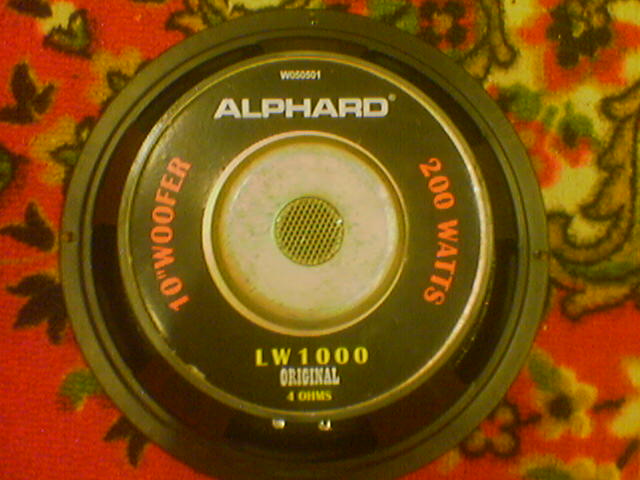 W050501
ALPHARD®
10"WOOFER
200 WATTS
LW1000
ORIGINAL
4 OHMS